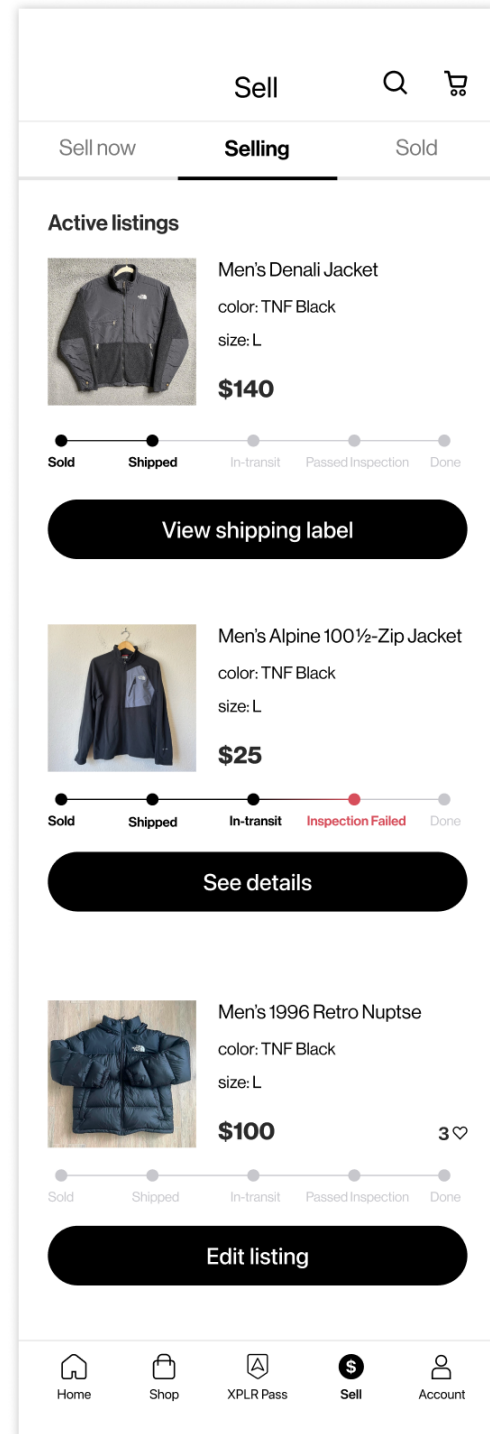 Sell
Sell now Selling Sold
Active listings
Men's Denali Jacket
color: TNF Black
size: L
$140
Sold Shipped In-transit Passed Inspection Done
View shipping label
Men's Alpine 100½-Zip Jacket
color: TNF Black
size: L
$25
Sold Shipped In-transit Inspection Failed Done
See details
Men's 1996 Retro Nuptse
color: TNF Black
size: L
$100 3
Sold Shipped In-transit Passed Inspection Done
Edit listing
$
Home Shop XPLR Pass Sell Account